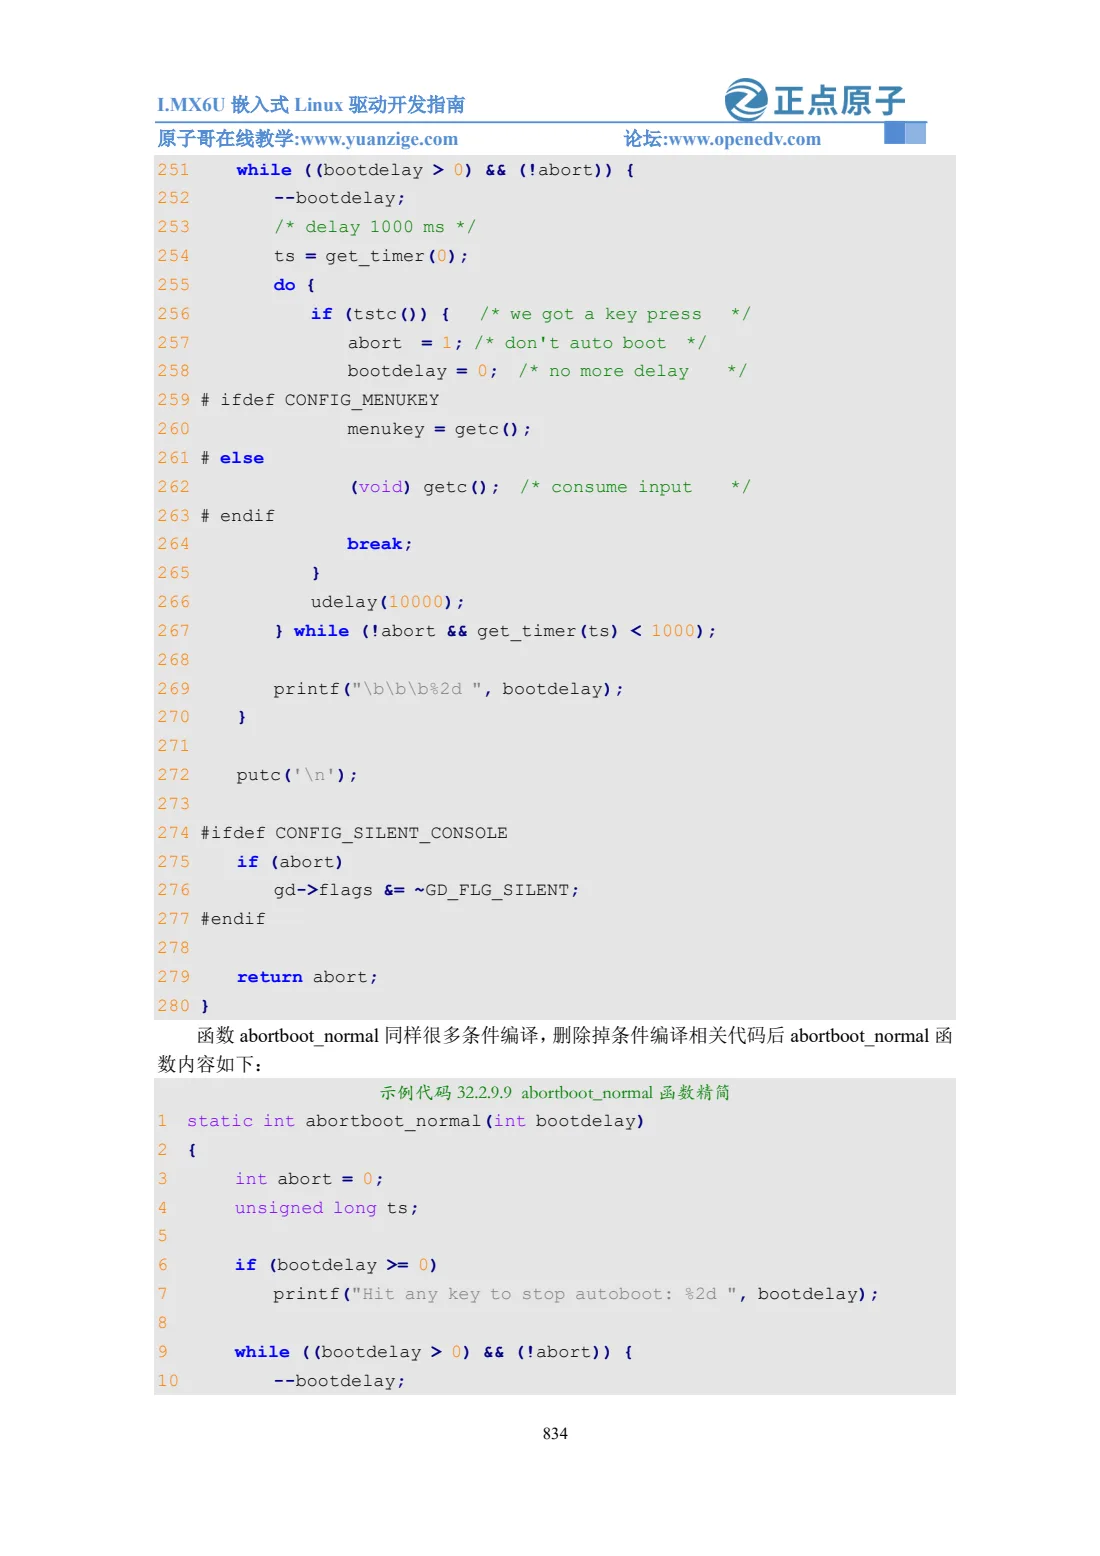 I.MX6U 嵌入式 Linux 驱动开发指南
正点原子
原子哥在线教学:www.yuanzige.com 论坛:www.openedv.com
251 while ((bootdelay > 0) && (!abort)) {
252 --bootdelay;
253 /* delay 1000 ms */
254 ts = get_timer(0);
255 do {
256 if (tstc()) { /* we got a key press */
257 abort = 1; /* don't auto boot */
258 bootdelay = 0; /* no more delay */
259 # ifdef CONFIG_MENUKEY
260 menukey = getc();
261 # else
262 (void) getc(); /* consume input */
263 # endif
264 break;
265 }
266 udelay(10000);
267 } while (!abort && get_timer(ts) < 1000);
268
269 printf("\b\b\b%2d ", bootdelay);
270 }
271
272 putc('\n');
273
274 #ifdef CONFIG_SILENT_CONSOLE
275 if (abort)
276 gd->flags &= ~GD_FLG_SILENT;
277 #endif
278
279 return abort;
280 }
函数 abortboot_normal 同样很多条件编译，删除掉条件编译相关代码后 abortboot_normal 函
数内容如下：
示例代码 32.2.9.9 abortboot_normal 函数精简
1 static int abortboot_normal(int bootdelay)
2 {
3 int abort = 0;
4 unsigned long ts;
5
6 if (bootdelay >= 0)
7 printf("Hit any key to stop autoboot: %2d ", bootdelay);
8
9 while ((bootdelay > 0) && (!abort)) {
10 --bootdelay;
834